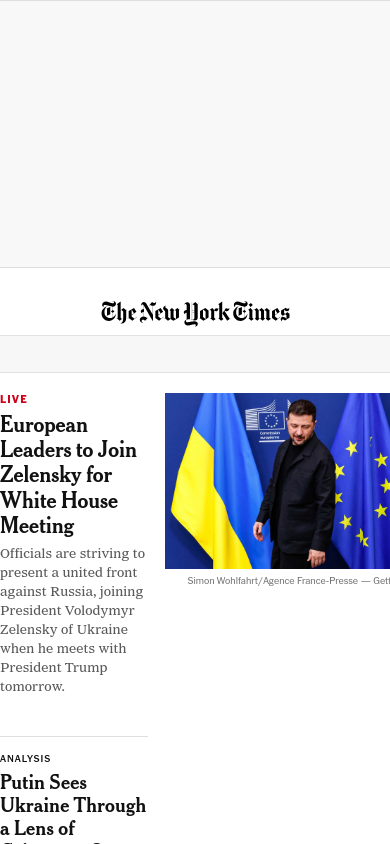 The New York Times
LIVE
European
Leaders to Join
Zelensky for
White House
Meeting
Officials are striving to
present a united front
against Russia, joining
President Volodymyr
Zelensky of Ukraine
when he meets with
President Trump
tomorrow.
Commission
européenne
Simon Wohlfahrt/Agence France-Presse — Gett
ANALYSIS
Putin Sees
Ukraine Through
a Lens of